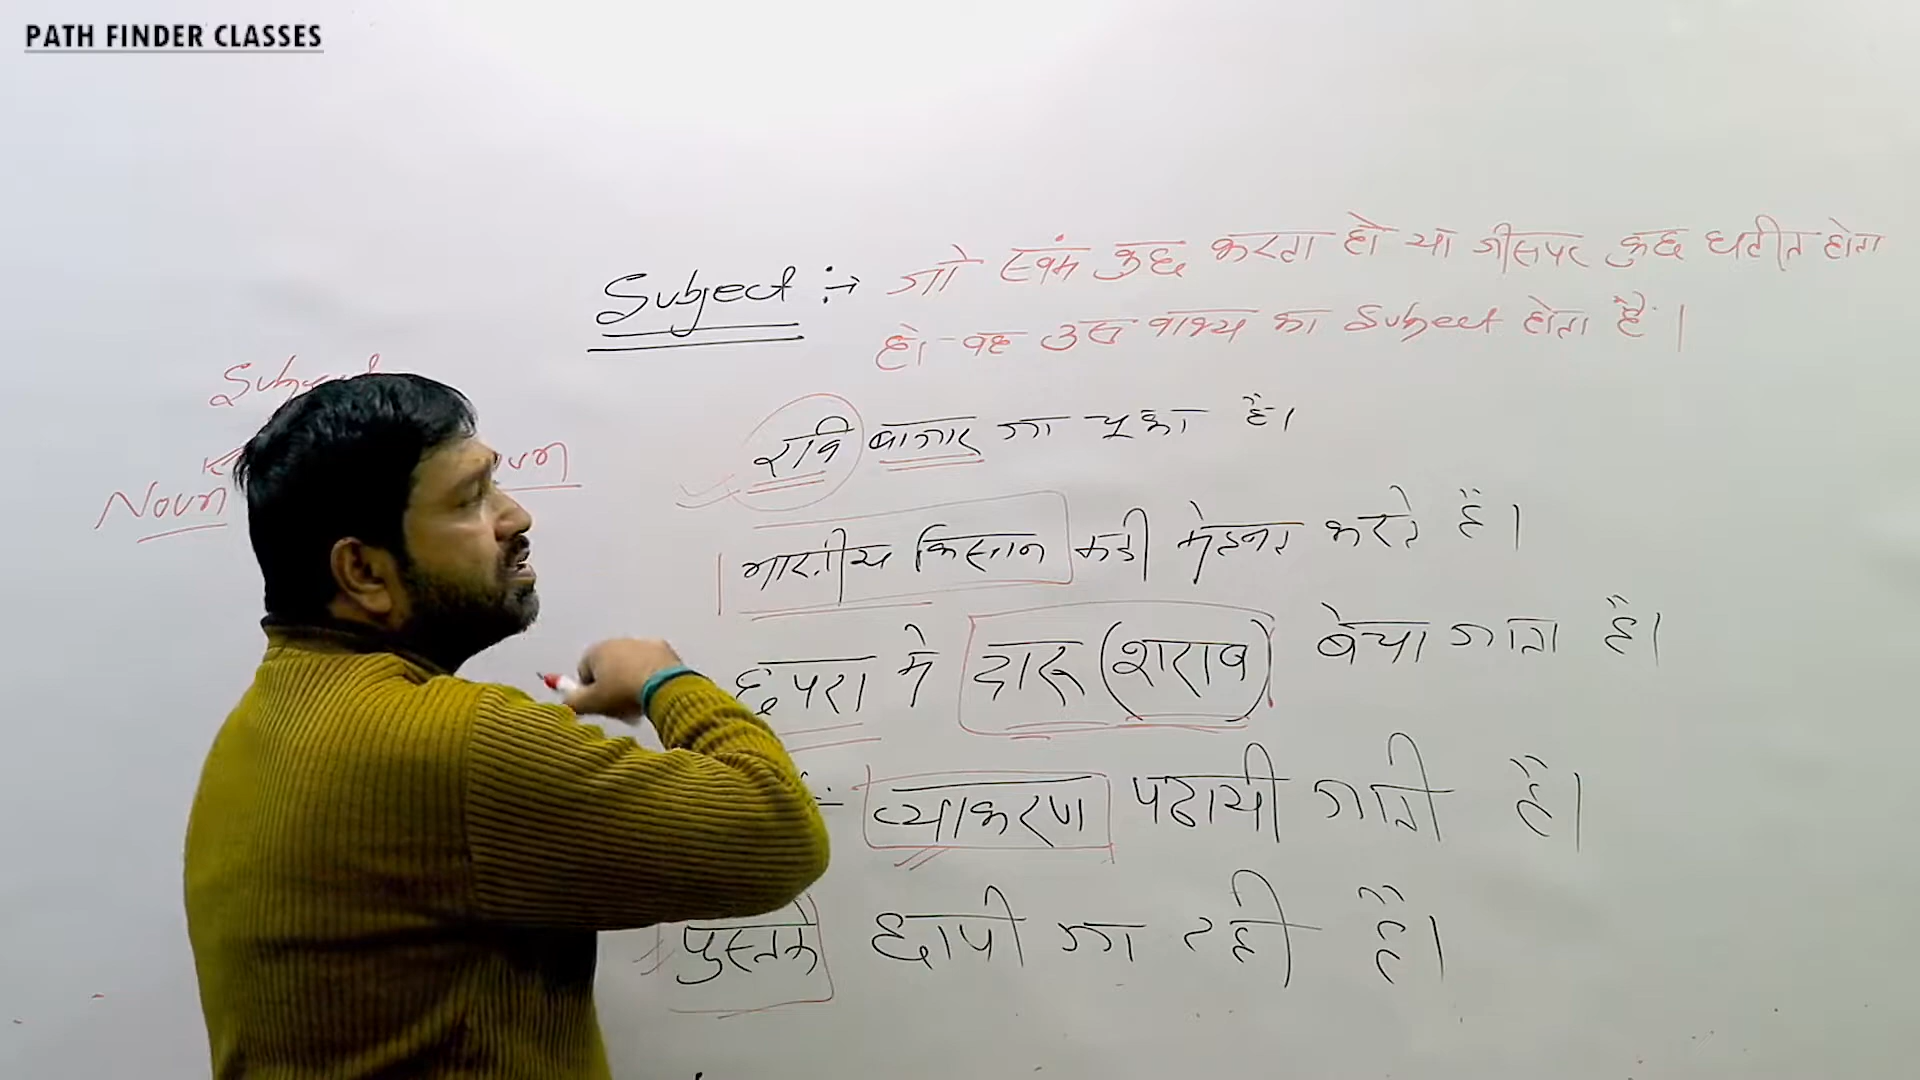 PATH FINDER CLASSES
Subject :→ जो स्वंम कुछ करता हो या जीसपर कुछ घटीत होता
हो। वह उस वाक्य का Subject होता है।
Noun
रवि बाजार जा चूका है।
भारतीय किसान कडी मेहनत करते हैं।
छपरा मे दारू (शराब) बेचा जाता है।
व्याकरण पढायी जाती है।
पुस्तके छापी जा रही है।